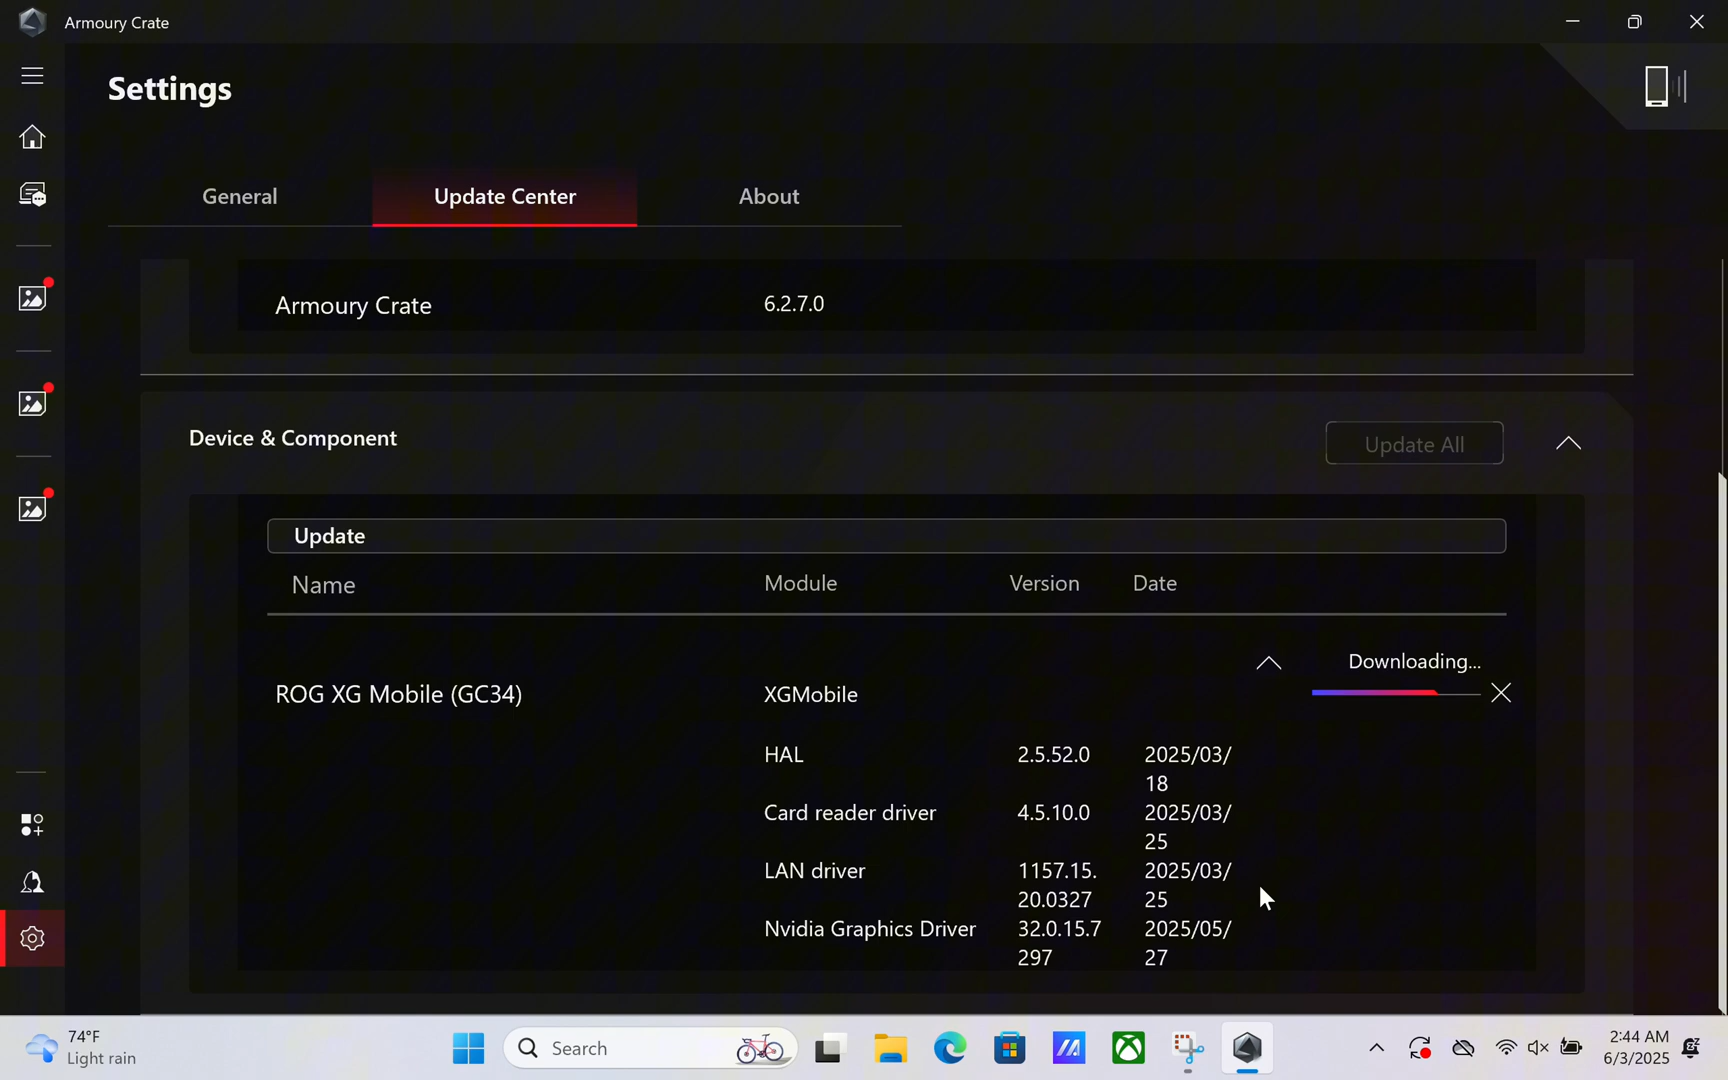 Armoury Crate
Settings
General
Update Center
About
Armoury Crate 6.2.7.0
Device & Component
Update All
Update
Name Module Version Date
Downloading...
ROG XG Mobile (GC34) XGMobile
HAL 2.5.52.0 2025/03/
18
Card reader driver 4.5.10.0 2025/03/
25
LAN driver 1157.15. 2025/03/
20.0327 25
Nvidia Graphics Driver 32.0.15.7 2025/05/
297 27
74°F
Light rain
Search
2:44 AM
6/3/2025